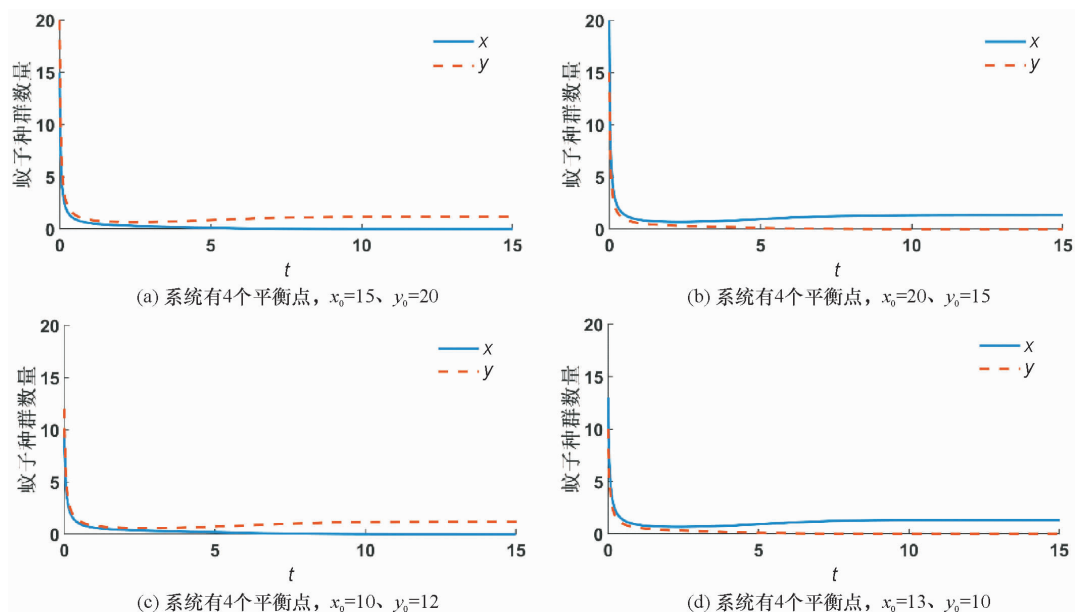 20
15
10
5
0
蚊子种群数量
x
y
0
5
10
15
t
(a) 系统有4个平衡点，x₀=15、y₀=20
20
15
10
5
0
蚊子种群数量
x
y
0
5
10
15
t
(b) 系统有4个平衡点，x₀=20、y₀=15
20
15
10
5
0
蚊子种群数量
x
y
0
5
10
15
t
(c) 系统有4个平衡点，x₀=10、y₀=12
20
15
10
5
0
蚊子种群数量
x
y
0
5
10
15
t
(d) 系统有4个平衡点，x₀=13、y₀=10